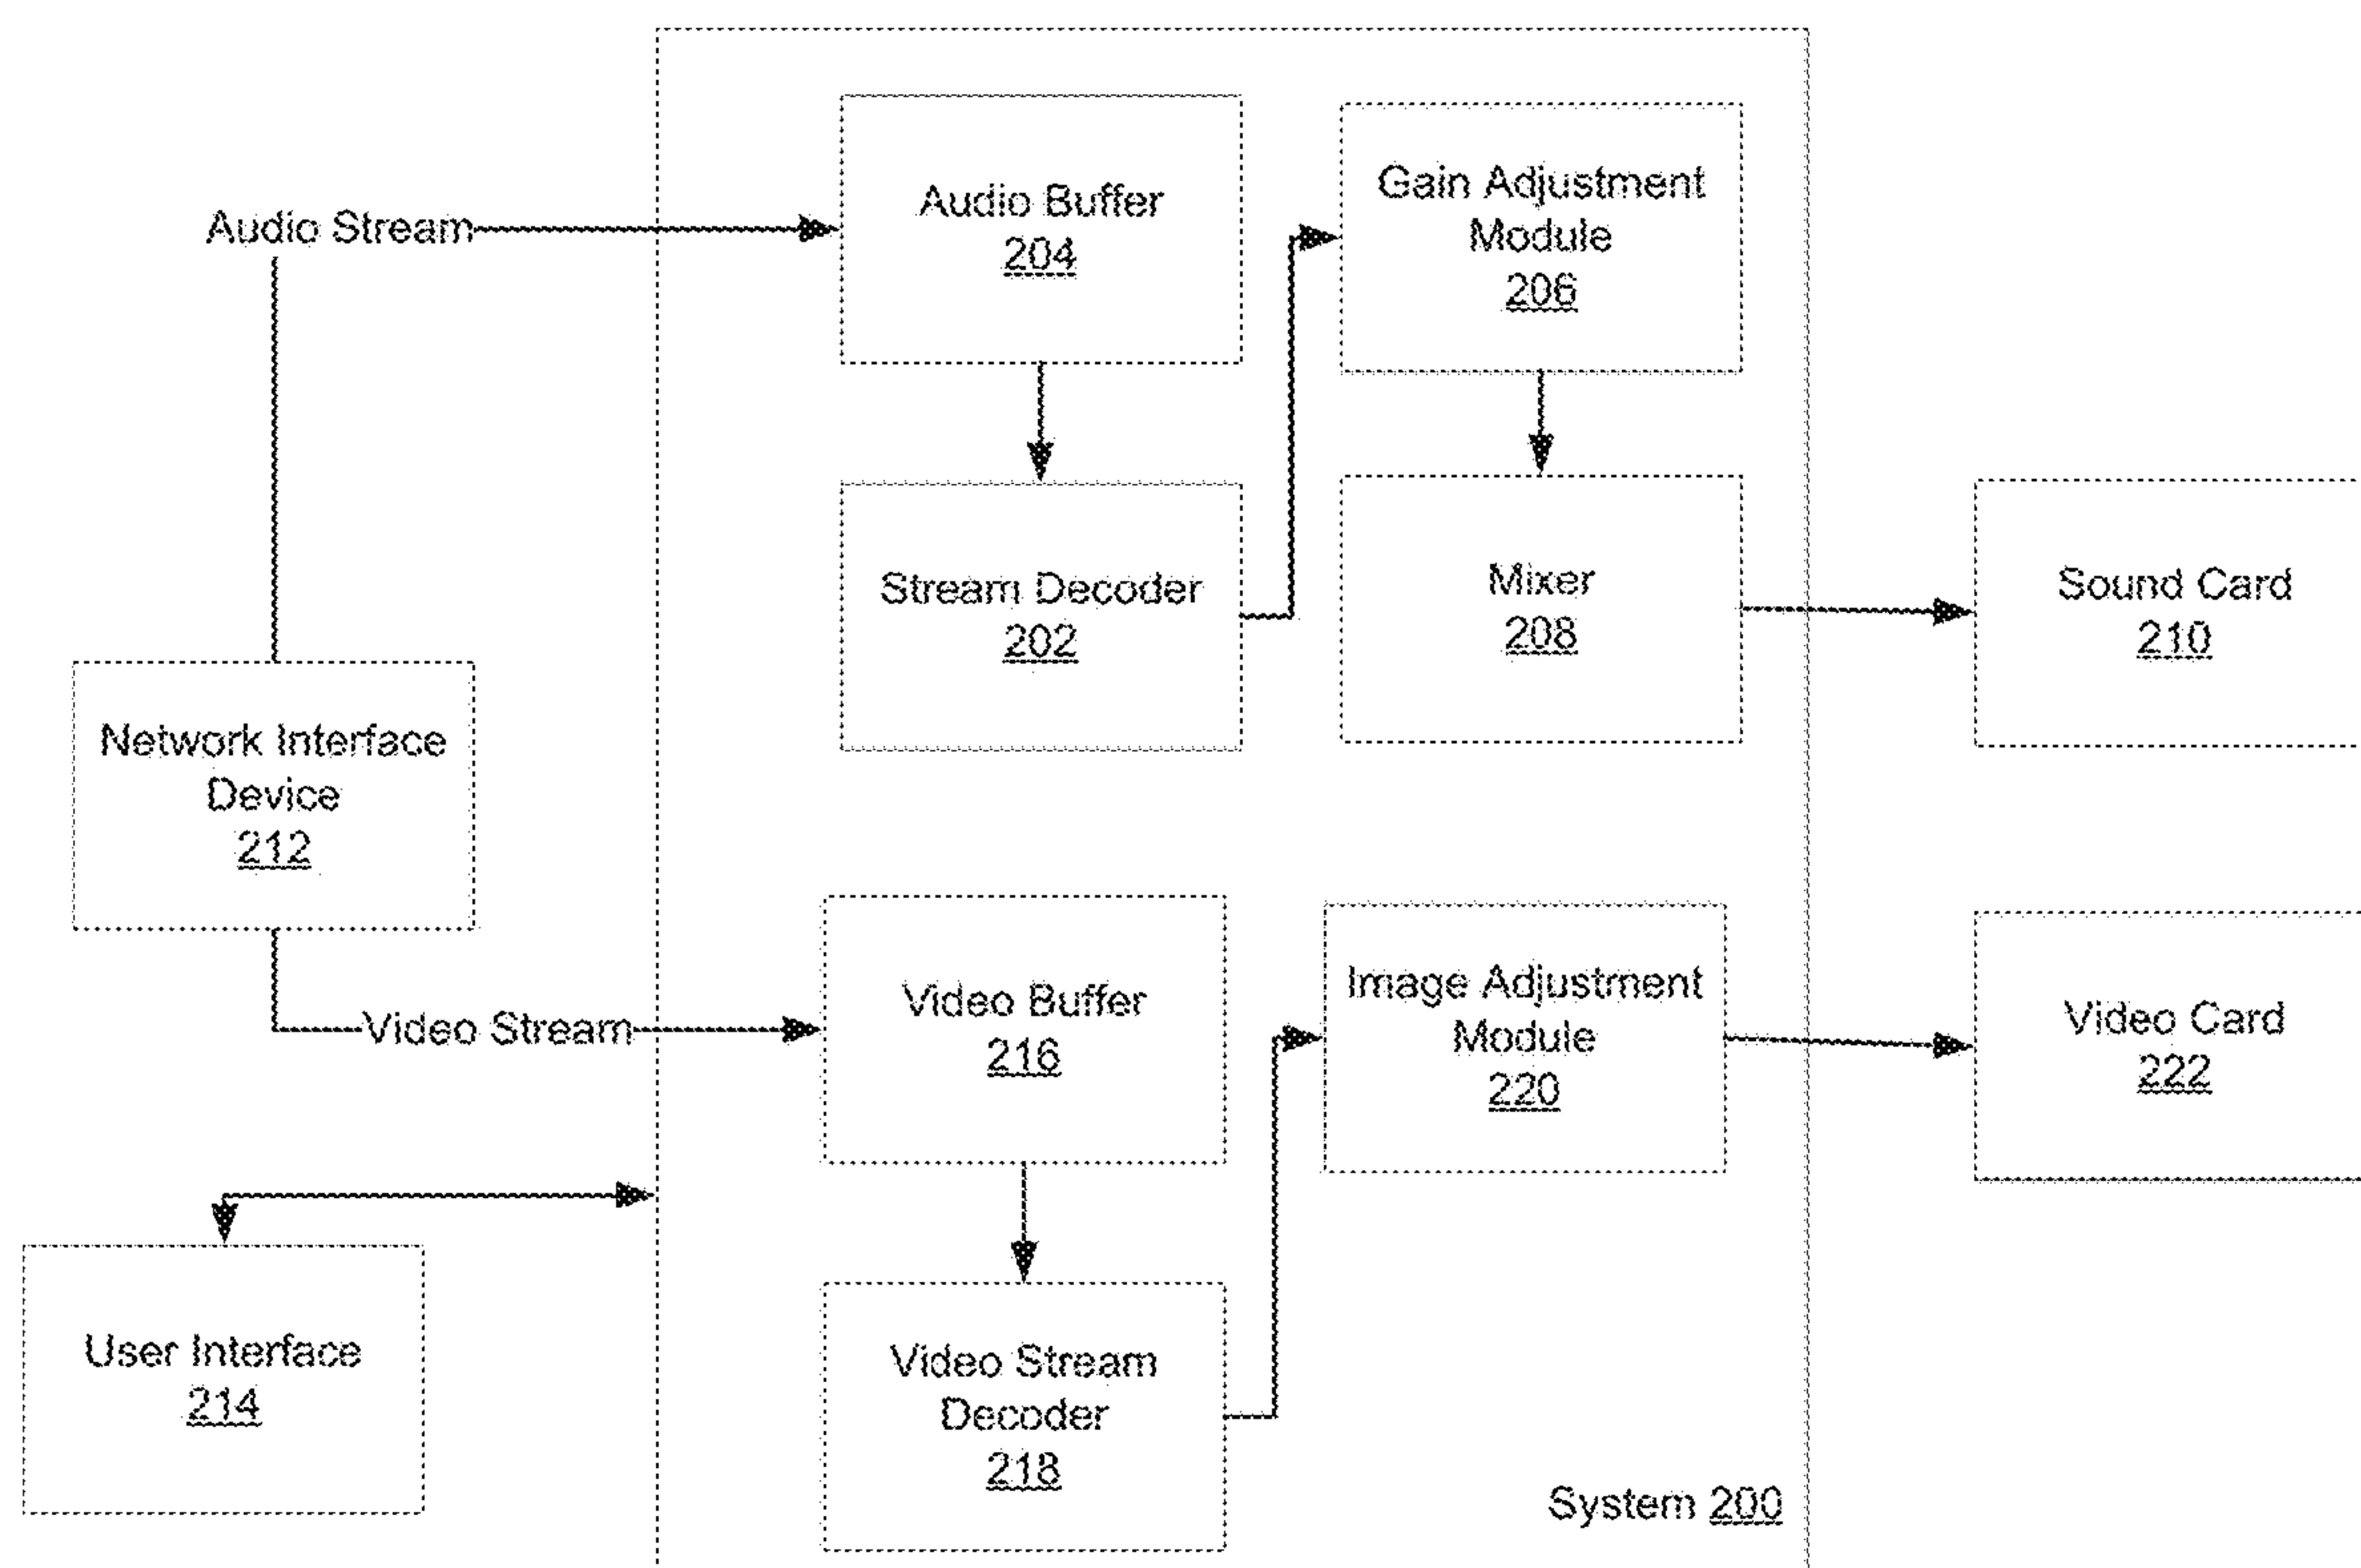 Audio Stream
Audio Buffer
204
Gain Adjustment
Module
206
Stream Decoder
202
Mixer
208
Sound Card
210
Network Interface
Device
212
Video Stream
Video Buffer
216
Image Adjustment
Module
220
Video Card
222
User Interface
214
Video Stream
Decoder
218
System 200